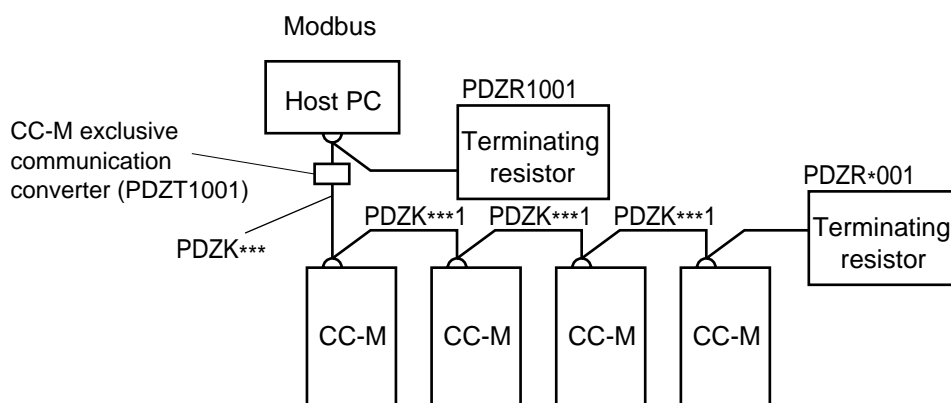 Modbus
Host PC
PDZR1001
Terminating
resistor
CC-M exclusive
communication
converter (PDZT1001)
PDZR*001
Terminating
resistor
PDZK***
PDZK***1
PDZK***1
PDZK***1
CC-M
CC-M
CC-M
CC-M